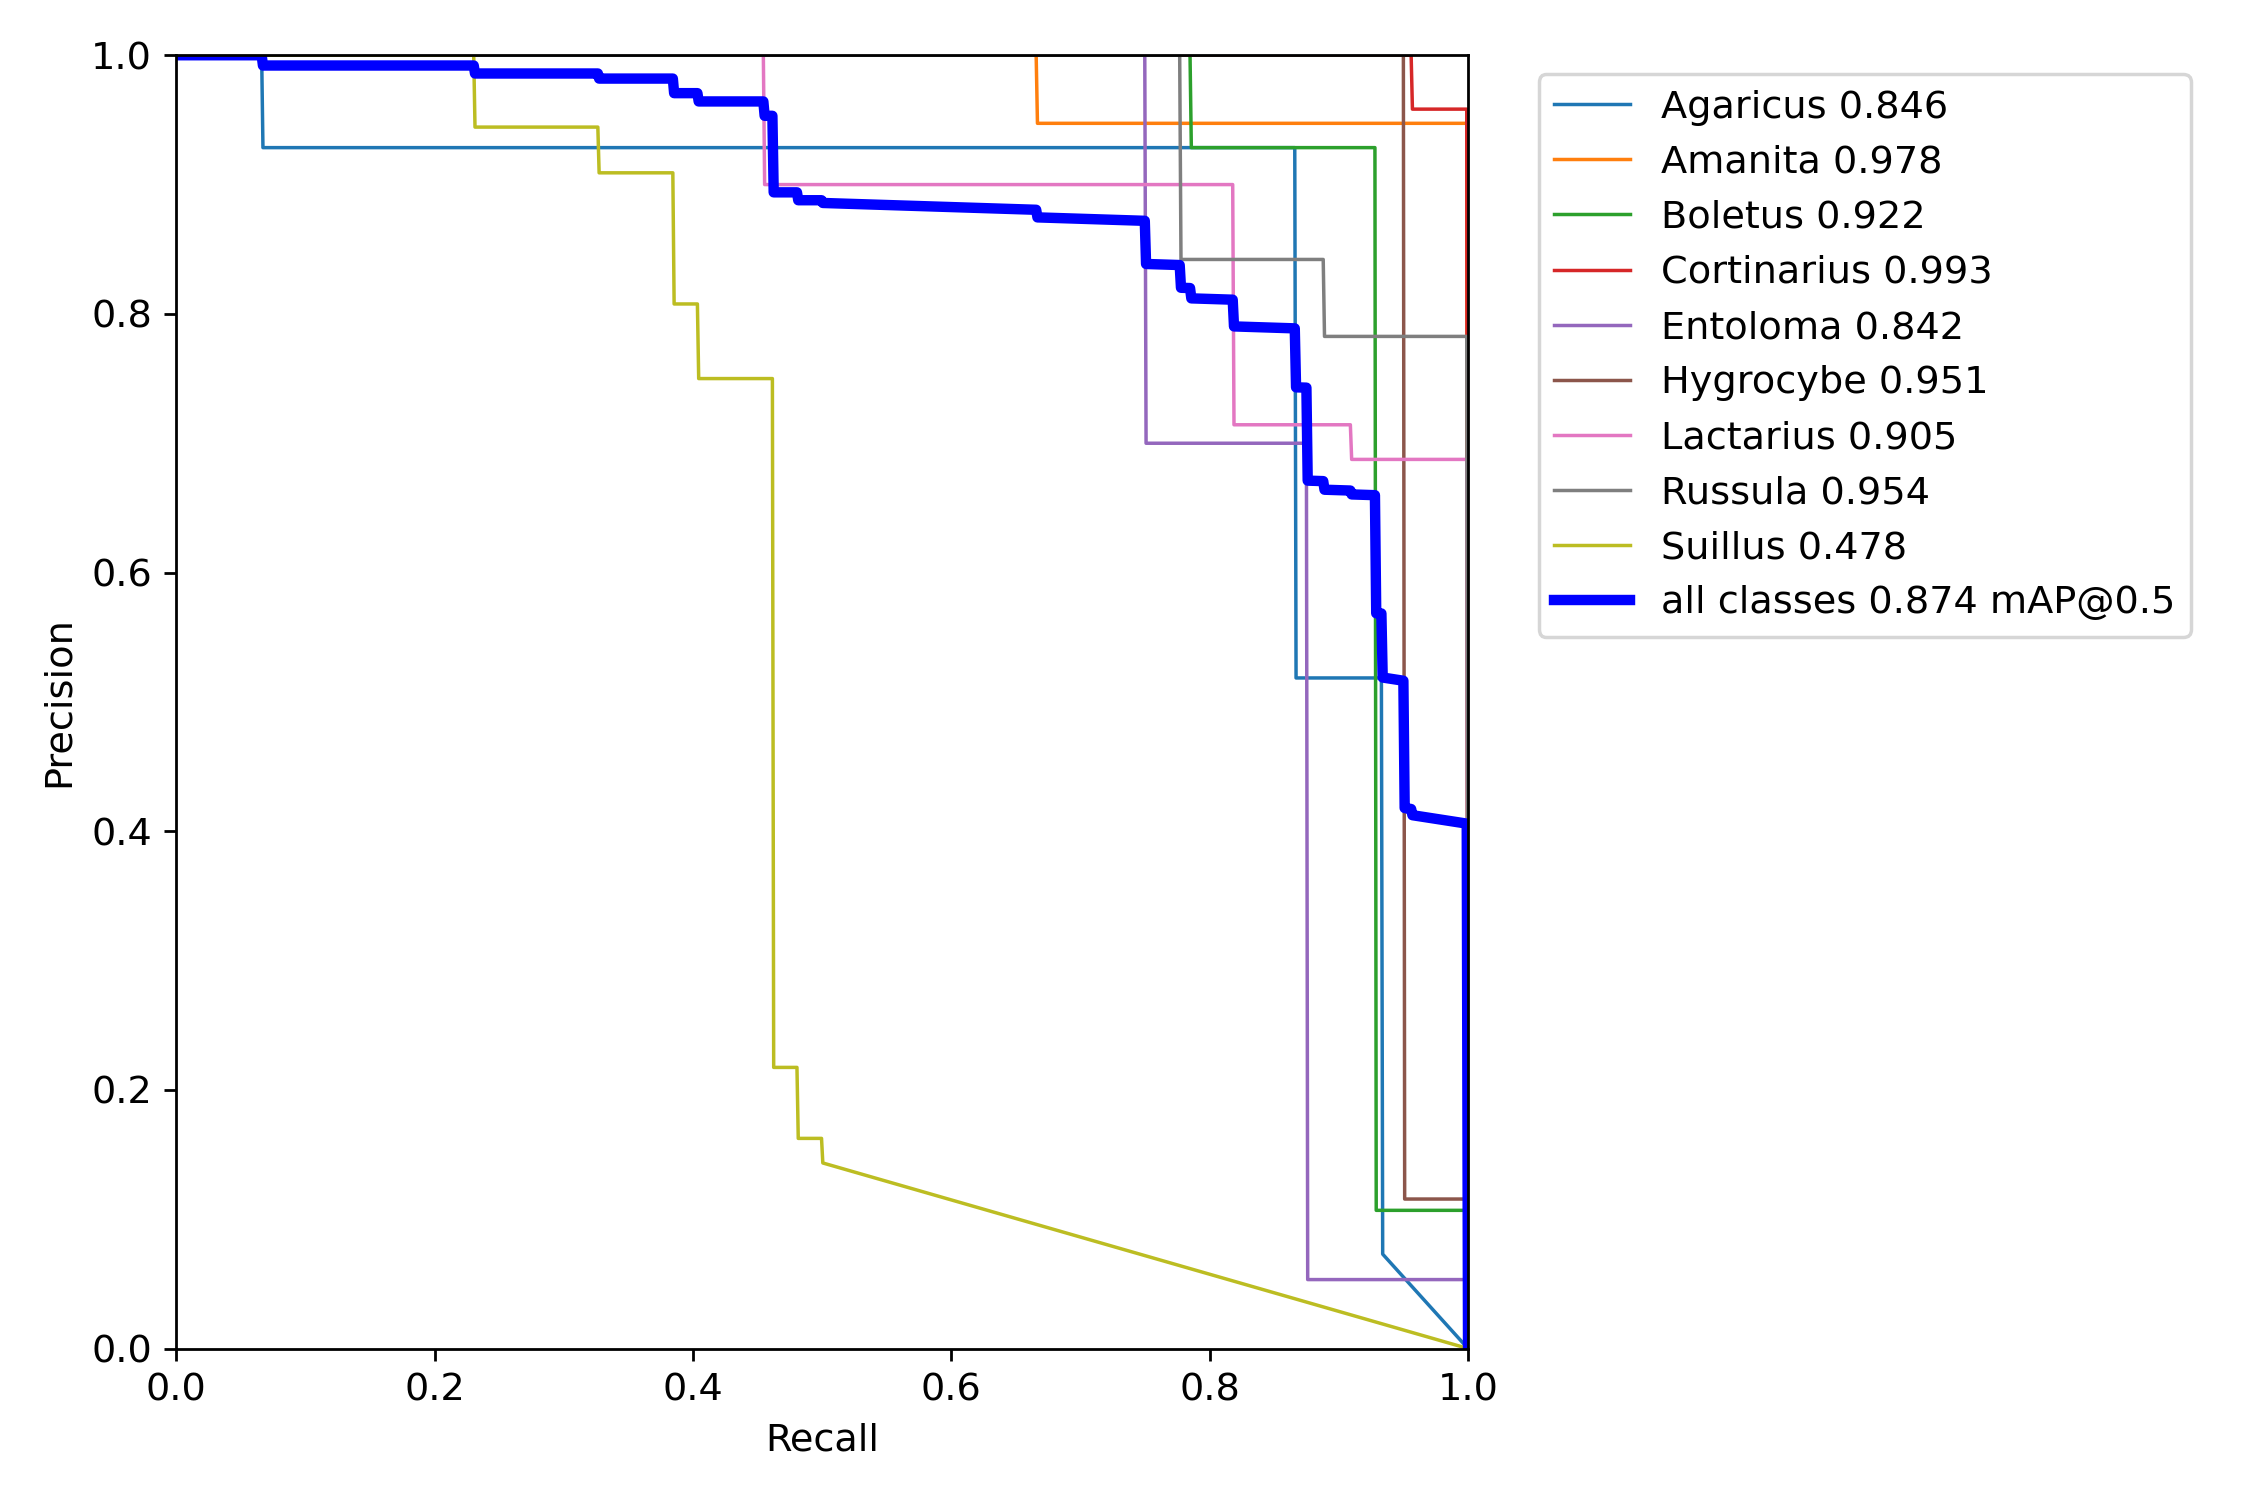 1.0
0.8
0.6
0.4
0.2
0.0
Precision
0.0 0.2 0.4 0.6 0.8 1.0
Recall
Agaricus 0.846
Amanita 0.978
Boletus 0.922
Cortinarius 0.993
Entoloma 0.842
Hygrocybe 0.951
Lactarius 0.905
Russula 0.954
Suillus 0.478
all classes 0.874 mAP@0.5